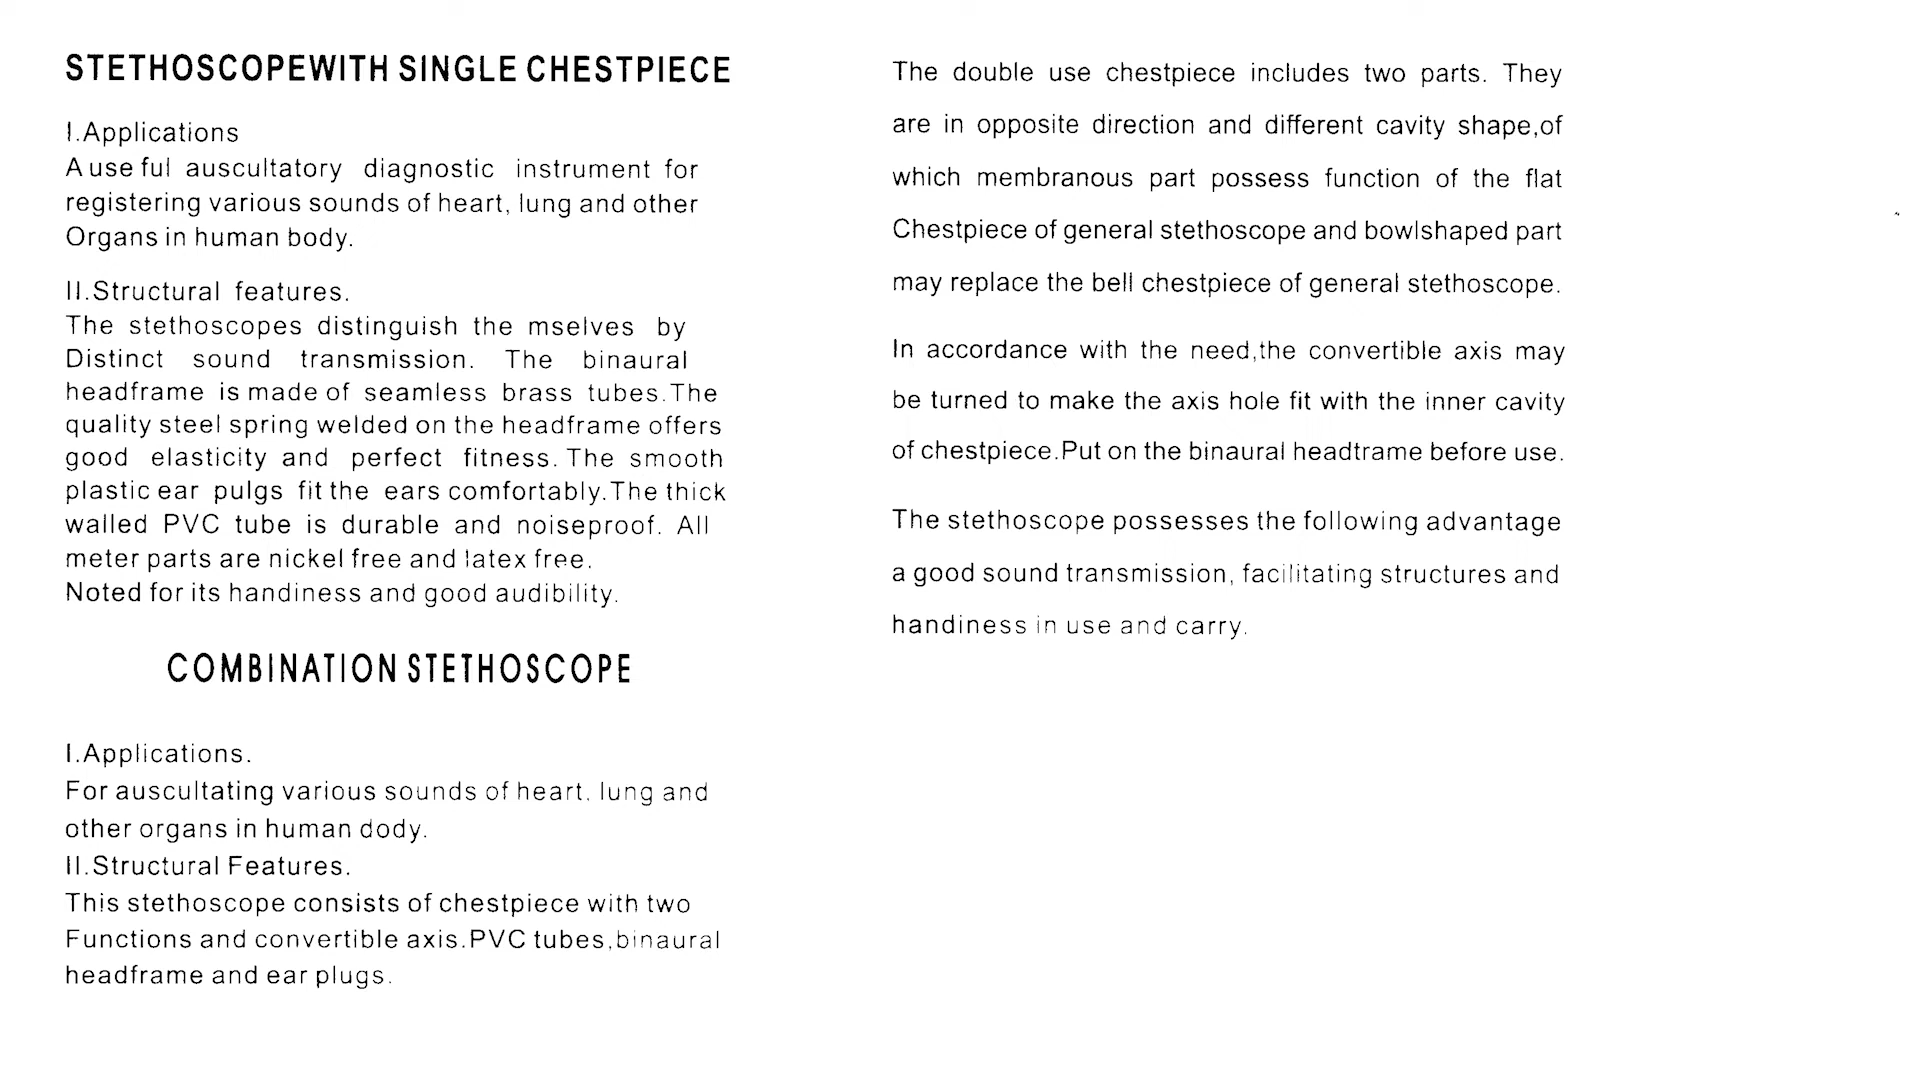 STETHOSCOPEWITH SINGLE CHESTPIECE
I.Applications
A use ful auscultatory diagnostic instrument for
registering various sounds of heart, lung and other
Organs in human body.
II.Structural features.
The stethoscopes distinguish the mselves by
Distinct sound transmission. The binaural
headframe is made of seamless brass tubes.The
quality steel spring welded on the headframe offers
good elasticity and perfect fitness. The smooth
plastic ear pulgs fit the ears comfortably.The thick
walled PVC tube is durable and noiseproof. All
meter parts are nickel free and latex free.
Noted for its handiness and good audibility.
COMBINATION STETHOSCOPE
I.Applications.
For auscultating various sounds of heart, lung and
other organs in human dody.
II.Structural Features.
This stethoscope consists of chestpiece with two
Functions and convertible axis.PVC tubes,binaural
headframe and ear plugs.
The double use chestpiece includes two parts. They
are in opposite direction and different cavity shape,of
which membranous part possess function of the flat
Chestpiece of general stethoscope and bowlshaped part
may replace the bell chestpiece of general stethoscope.
In accordance with the need,the convertible axis may
be turned to make the axis hole fit with the inner cavity
of chestpiece.Put on the binaural headtrame before use.
The stethoscope possesses the following advantage
a good sound transmission, facilitating structures and
handiness in use and carry.